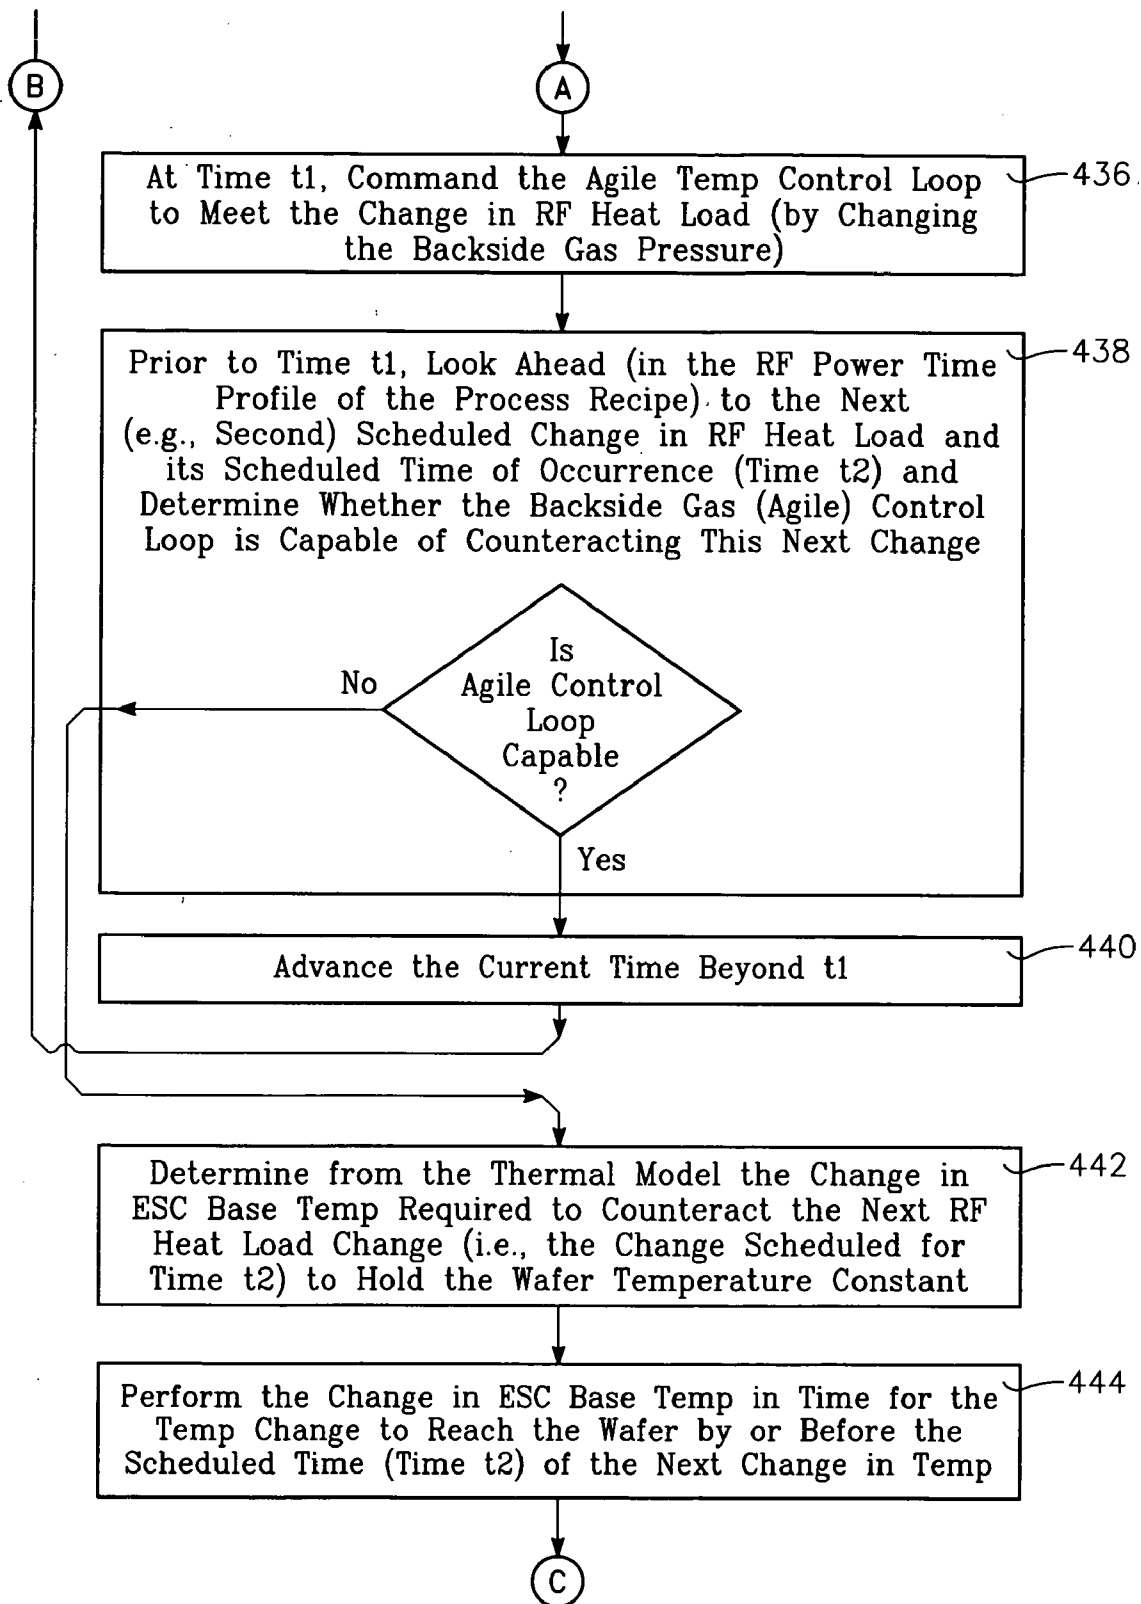 B
A
At Time t1, Command the Agile Temp Control Loop
to Meet the Change in RF Heat Load (by Changing
the Backside Gas Pressure)
436
Prior to Time t1, Look Ahead (in the RF Power Time
Profile of the Process Recipe) to the Next
(e.g., Second) Scheduled Change in RF Heat Load and
its Scheduled Time of Occurrence (Time t2) and
Determine Whether the Backside Gas (Agile) Control
Loop is Capable of Counteracting This Next Change
438
Is
Agile Control
Loop
Capable
?
No
Yes
Advance the Current Time Beyond t1
440
Determine from the Thermal Model the Change in
ESC Base Temp Required to Counteract the Next RF
Heat Load Change (i.e., the Change Scheduled for
Time t2) to Hold the Wafer Temperature Constant
442
Perform the Change in ESC Base Temp in Time for the
Temp Change to Reach the Wafer by or Before the
Scheduled Time (Time t2) of the Next Change in Temp
444
C